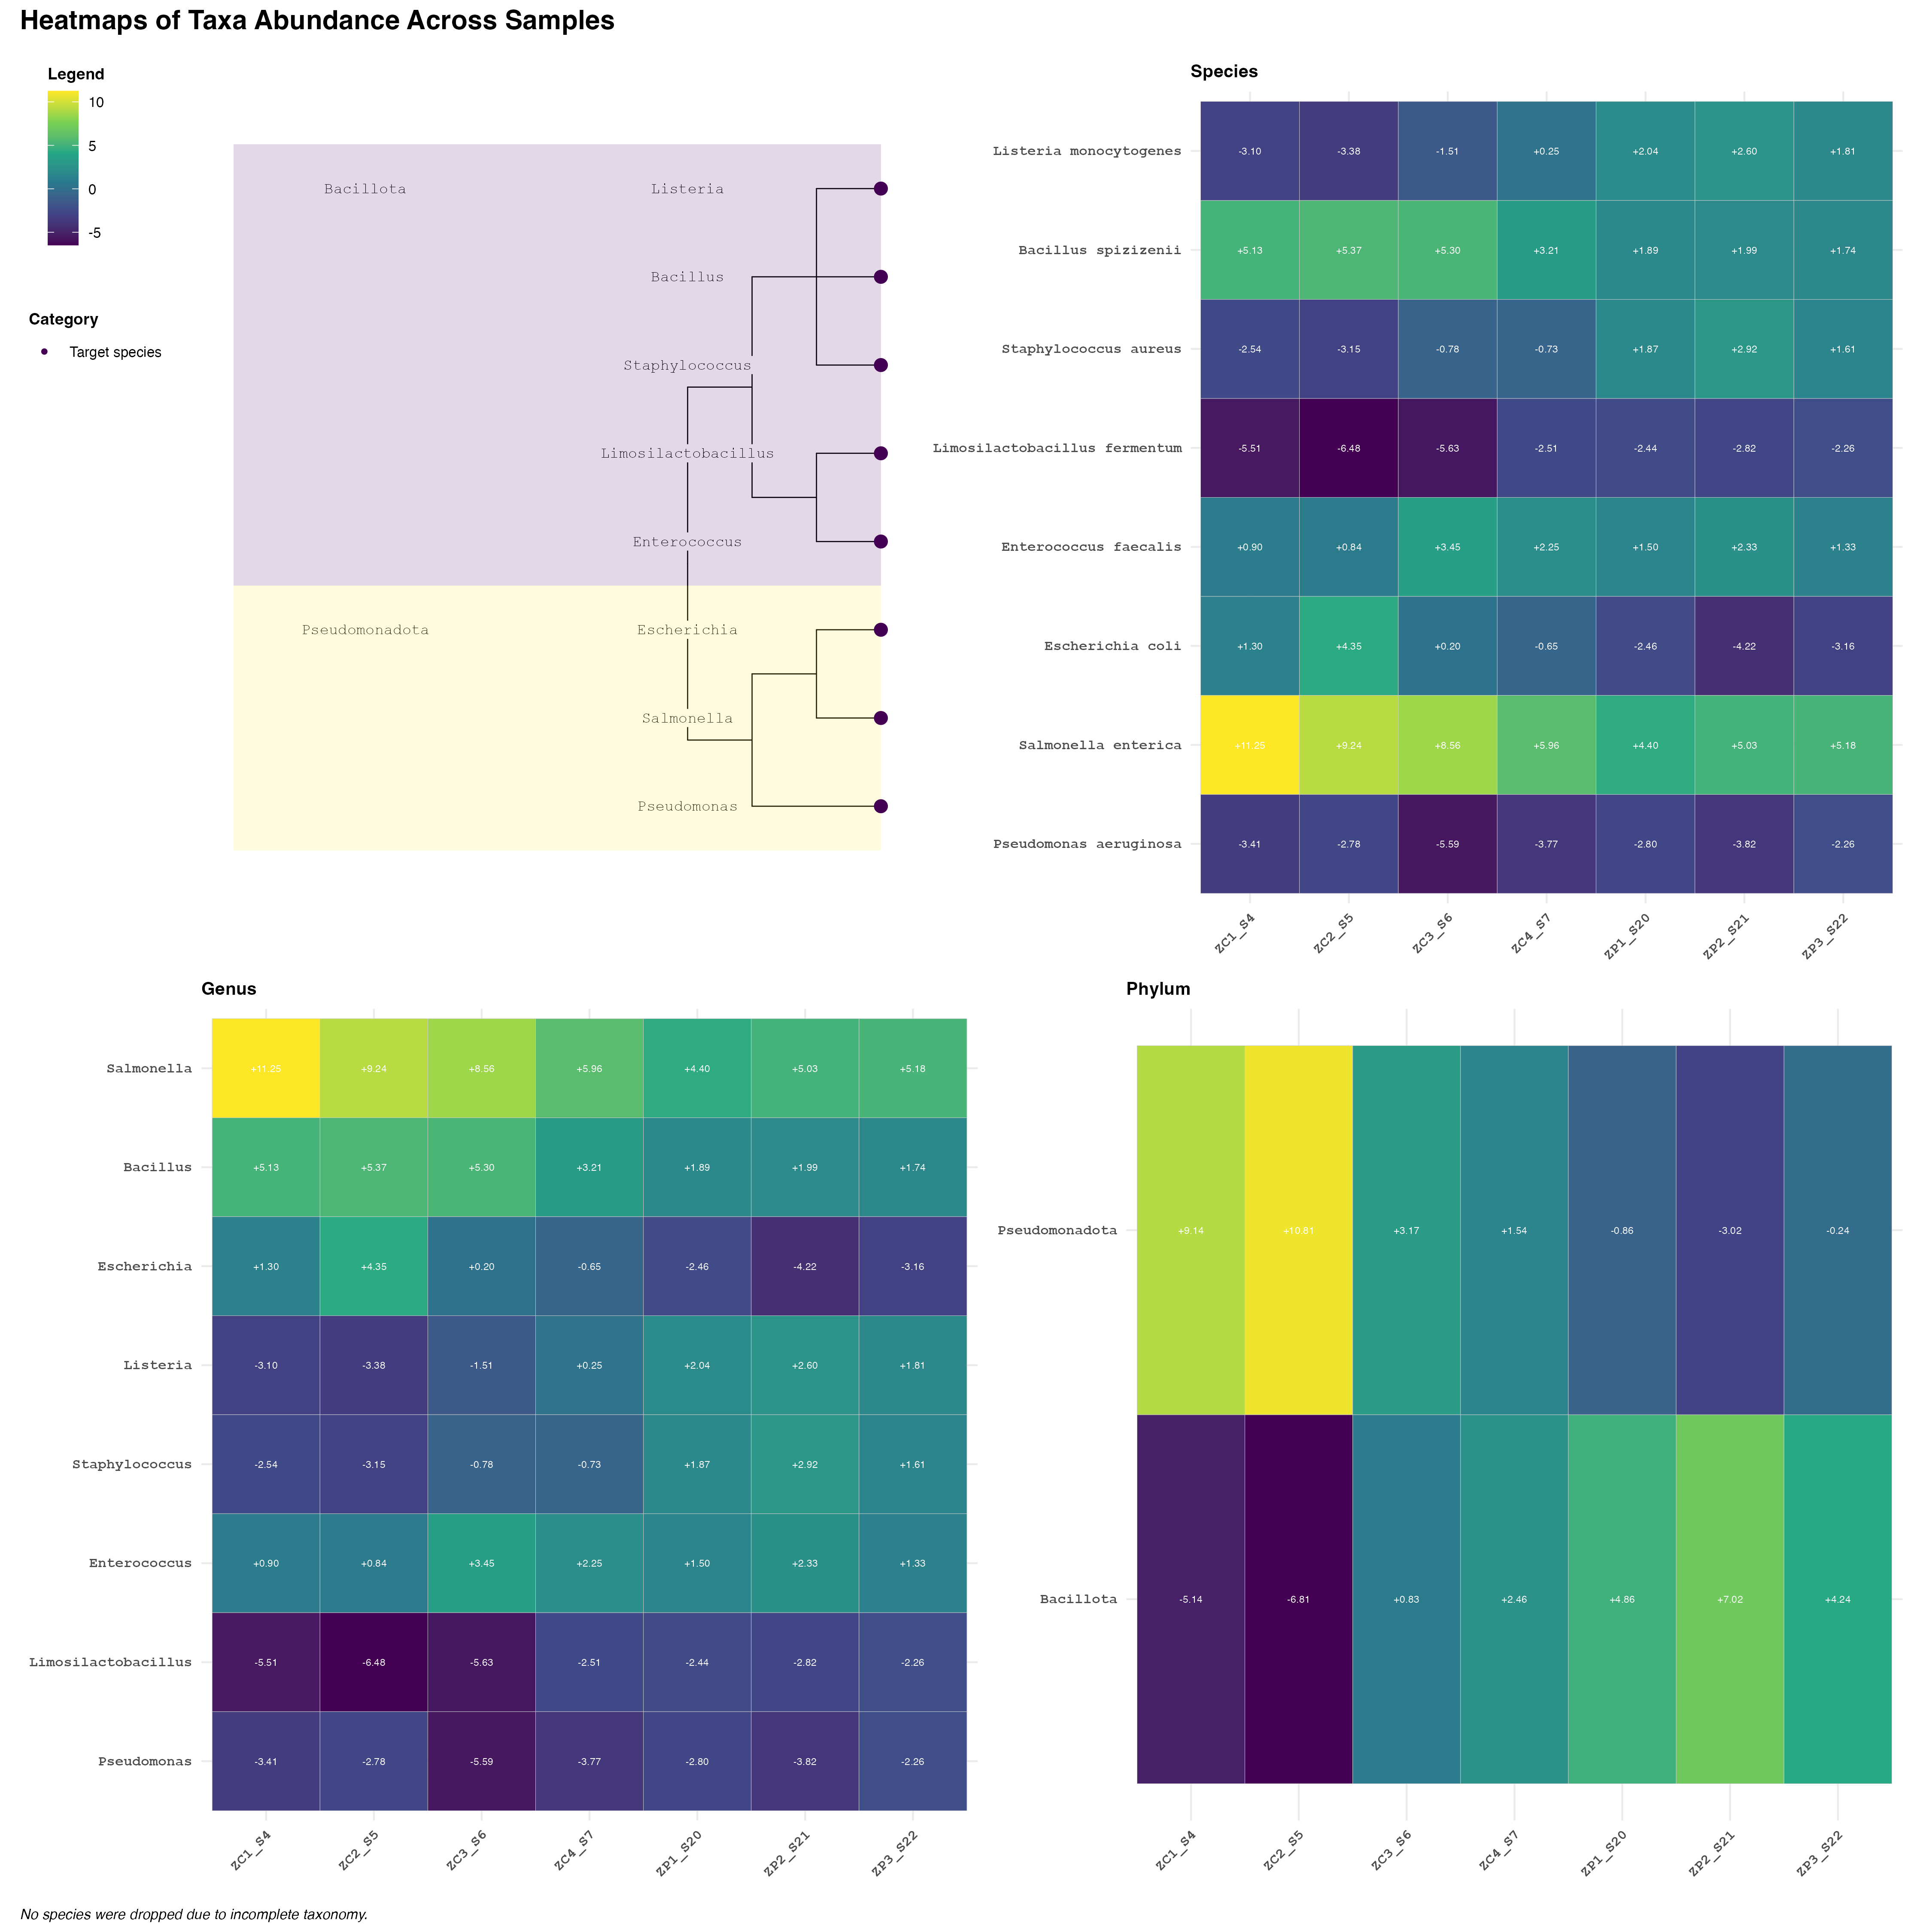 Heatmaps of Taxa Abundance Across Samples
Legend
10
5
0
-5
Category
Target species
Bacillota
Listeria
Bacillus
Staphylococcus
Limosilactobacillus
Enterococcus
Pseudomonadota
Escherichia
Salmonella
Pseudomonas
Species
Listeria monocytogenes -3.10 -3.38 -1.51 +0.25 +2.04 +2.60 +1.81
Bacillus spizizenii +5.13 +5.37 +5.30 +3.21 +1.89 +1.99 +1.74
Staphylococcus aureus -2.54 -3.15 -0.78 -0.73 +1.87 +2.92 +1.61
Limosilactobacillus fermentum -5.51 -6.48 -5.63 -2.51 -2.44 -2.82 -2.26
Enterococcus faecalis +0.90 +0.84 +3.45 +2.25 +1.50 +2.33 +1.33
Escherichia coli +1.30 +4.35 +0.20 -0.65 -2.46 -4.22 -3.16
Salmonella enterica +11.25 +9.24 +8.56 +5.96 +4.40 +5.03 +5.18
Pseudomonas aeruginosa -3.41 -2.78 -5.59 -3.77 -2.80 -3.82 -2.26
ZC1_S4 ZC2_S5 ZC3_S6 ZC4_S7 ZP1_S20 ZP2_S21 ZP3_S22
Genus
Salmonella +11.25 +9.24 +8.56 +5.96 +4.40 +5.03 +5.18
Bacillus +5.13 +5.37 +5.30 +3.21 +1.89 +1.99 +1.74
Escherichia +1.30 +4.35 +0.20 -0.65 -2.46 -4.22 -3.16
Listeria -3.10 -3.38 -1.51 +0.25 +2.04 +2.60 +1.81
Staphylococcus -2.54 -3.15 -0.78 -0.73 +1.87 +2.92 +1.61
Enterococcus +0.90 +0.84 +3.45 +2.25 +1.50 +2.33 +1.33
Limosilactobacillus -5.51 -6.48 -5.63 -2.51 -2.44 -2.82 -2.26
Pseudomonas -3.41 -2.78 -5.59 -3.77 -2.80 -3.82 -2.26
ZC1_S4 ZC2_S5 ZC3_S6 ZC4_S7 ZP1_S20 ZP2_S21 ZP3_S22
Phylum
Pseudomonadota +9.14 +10.81 +3.17 +1.54 -0.86 -3.02 -0.24
Bacillota -5.14 -6.81 +0.83 +2.46 +4.86 +7.02 +4.24
ZC1_S4 ZC2_S5 ZC3_S6 ZC4_S7 ZP1_S20 ZP2_S21 ZP3_S22
No species were dropped due to incomplete taxonomy.